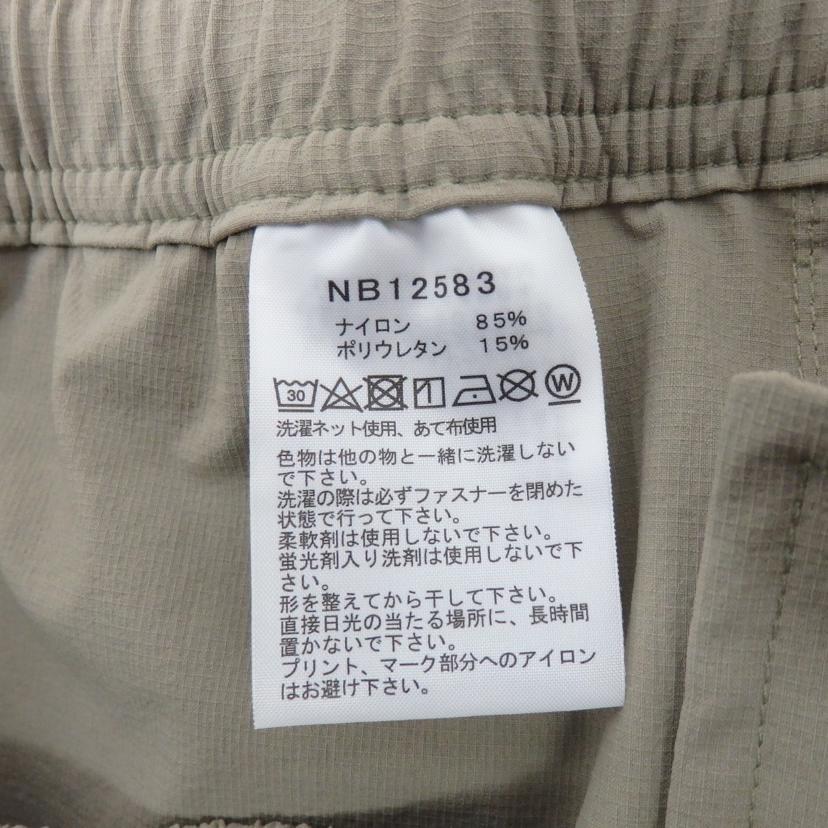 NB12583
ナイロン 85%
ポリウレタン 15%
30 W
洗濯ネット使用、あて布使用
色物は他の物と一緒に洗濯しない
で下さい。
洗濯の際は必ずファスナーを閉めた
状態で行って下さい。
柔軟剤は使用しないで下さい。
蛍光剤入り洗剤は使用しないで下
さい。
形を整えてから干して下さい。
直接日光の当たる場所に、長時間
置かないで下さい。
プリント、マーク部分へのアイロン
はお避け下さい。